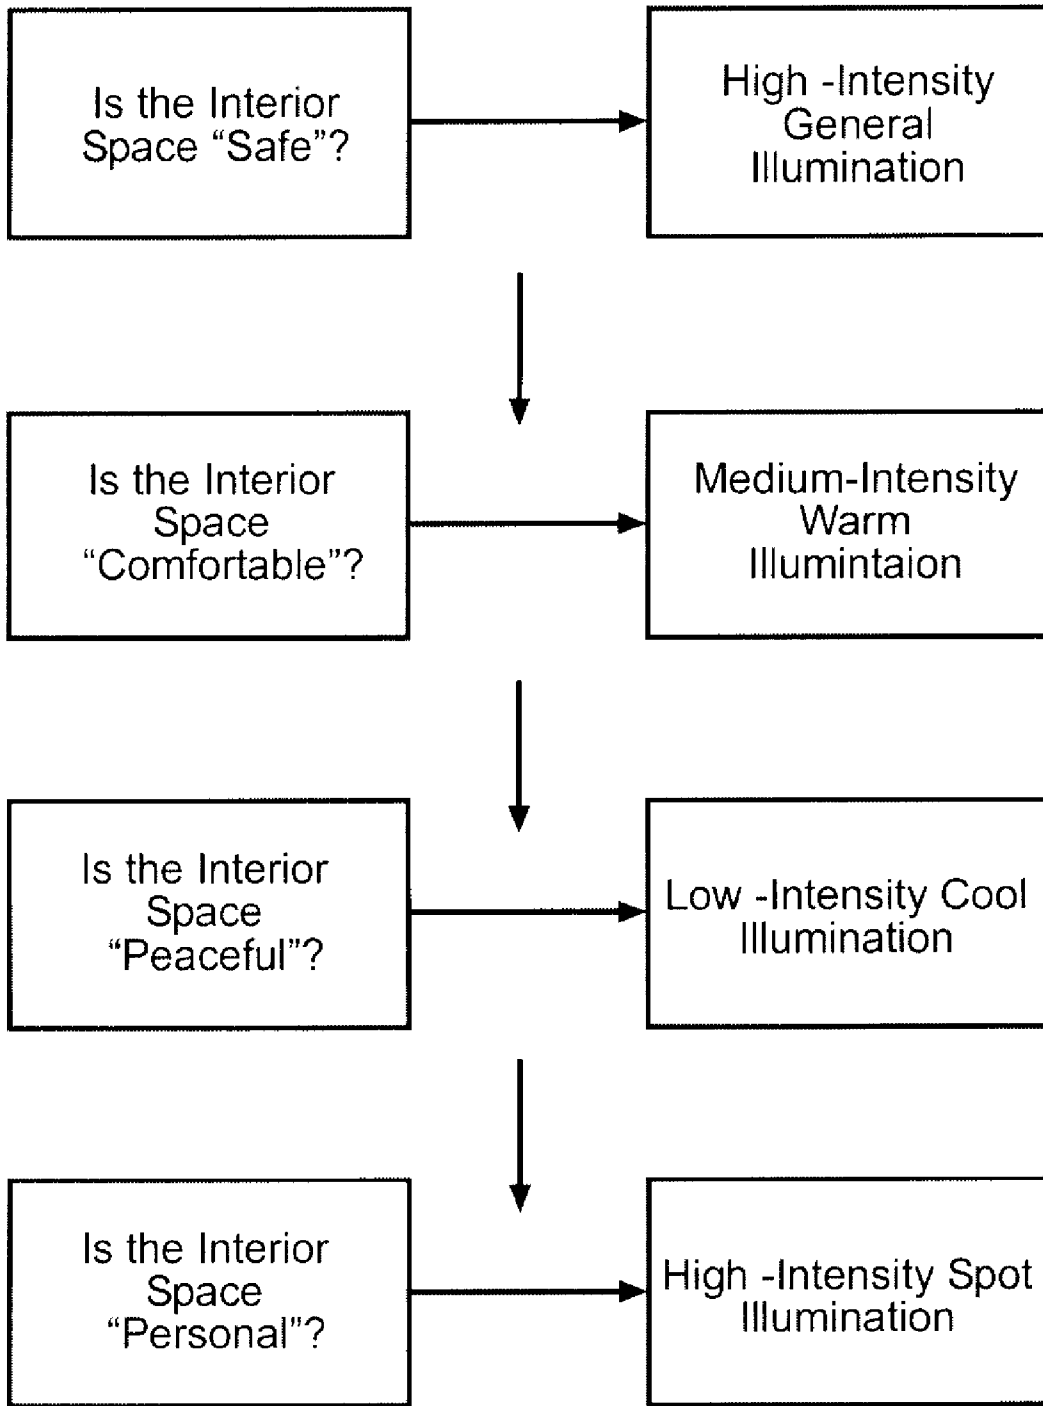 Is the Interior
Space “Safe”?
High -Intensity
General
Illumination
Is the Interior
Space
“Comfortable”?
Medium-Intensity
Warm
Illumintaion
Is the Interior
Space
“Peaceful”?
Low -Intensity Cool
Illumination
Is the Interior
Space
“Personal”?
High -Intensity Spot
Illumination